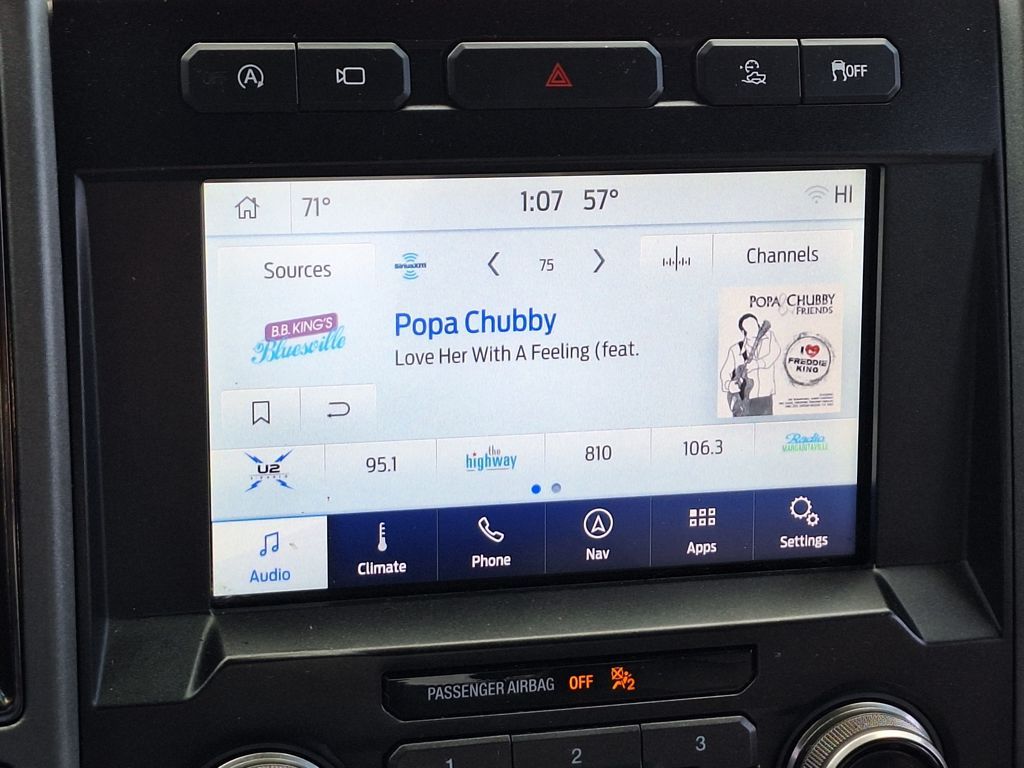 A
OFF
71°
1:07 57°
HI
Sources
SiriusXM
75
Channels
B.B. KING'S
Bluesville
Popa Chubby
Love Her With A Feeling (feat.
POPA CHUBBY
FRIENDS
I
FREDDIE
KING
U2
95.1
the
highway
810
106.3
Radio
MARGARITAVILLE
Audio
Climate
Phone
Nav
Apps
Settings
PASSENGER AIRBAG OFF 2
1
2
3